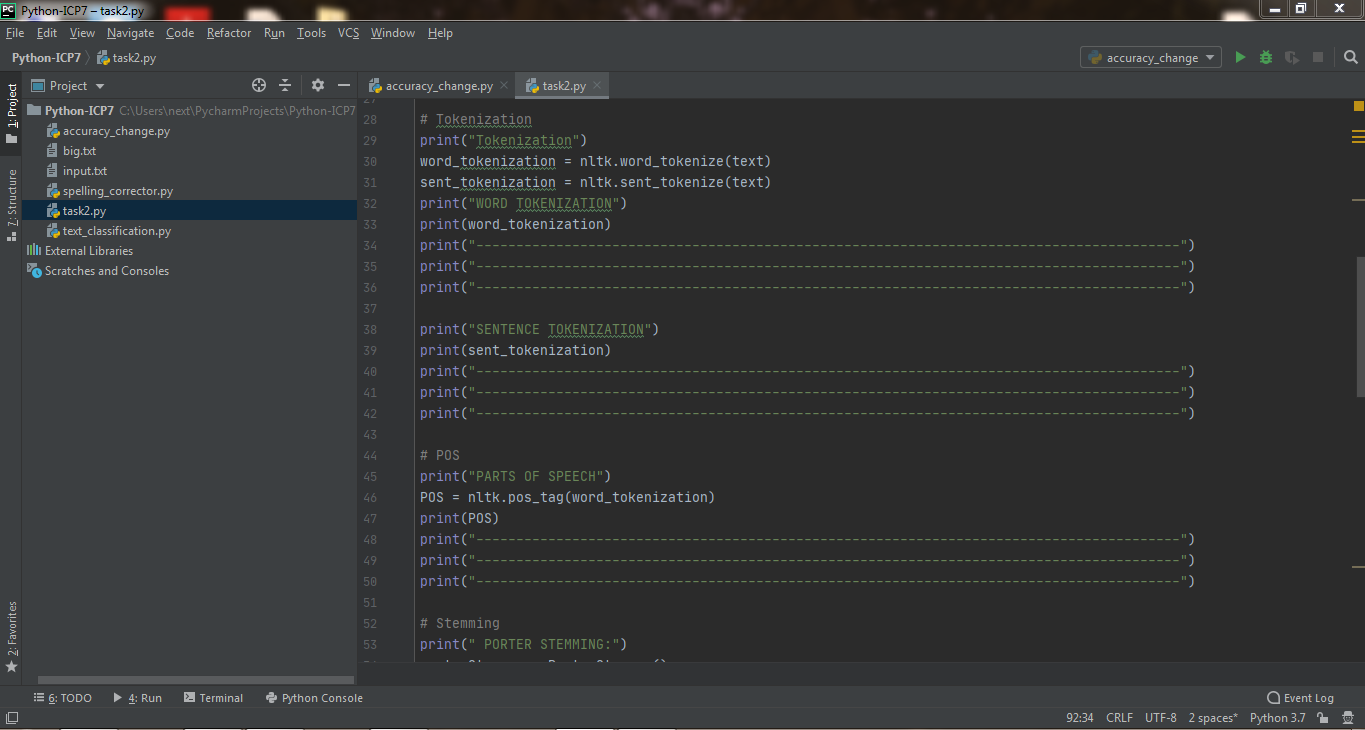 Python-ICP7 – task2.py
File Edit View Navigate Code Refactor Run Tools VCS Window Help
Python-ICP7 task2.py accuracy_change
1: Project
7: Structure
2: Favorites
Project
Python-ICP7 C:\Users\next\PycharmProjects\Python-ICP7
accuracy_change.py
big.txt
input.txt
spelling_corrector.py
task2.py
text_classification.py
External Libraries
Scratches and Consoles
accuracy_change.py task2.py
27
28 # Tokenization
29 print("Tokenization")
30 word_tokenization = nltk.word_tokenize(text)
31 sent_tokenization = nltk.sent_tokenize(text)
32 print("WORD TOKENIZATION")
33 print(word_tokenization)
34 print("----------------------------------------------------------------------------------------")
35 print("----------------------------------------------------------------------------------------")
36 print("----------------------------------------------------------------------------------------")
37
38 print("SENTENCE TOKENIZATION")
39 print(sent_tokenization)
40 print("----------------------------------------------------------------------------------------")
41 print("----------------------------------------------------------------------------------------")
42 print("----------------------------------------------------------------------------------------")
43
44 # POS
45 print("PARTS OF SPEECH")
46 POS = nltk.pos_tag(word_tokenization)
47 print(POS)
48 print("----------------------------------------------------------------------------------------")
49 print("----------------------------------------------------------------------------------------")
50 print("----------------------------------------------------------------------------------------")
51
52 # Stemming
53 print(" PORTER STEMMING:")
6: TODO 4: Run Terminal Python Console Event Log
92:34 CRLF UTF-8 2 spaces* Python 3.7